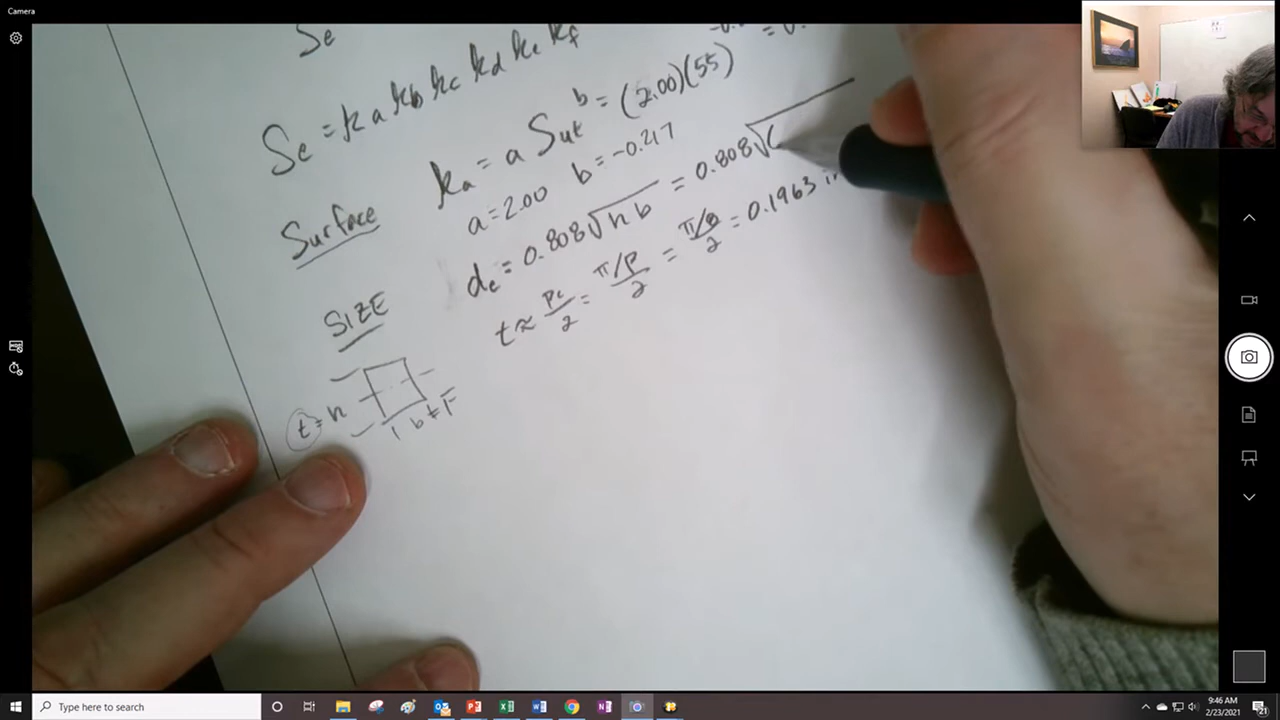 Camera
Se
Se = ka kb kc kd ke kf
Surface
ka = a Sut^b = (2.00)(55)
a = 2.00 b = -0.217
SIZE
de = 0.808√hb = 0.808√(
t ≈ pc/2 = π/P/2 = π/8/2 = 0.1963 in
t = h
b = F
Type here to search
9:46 AM
2/23/2021
21